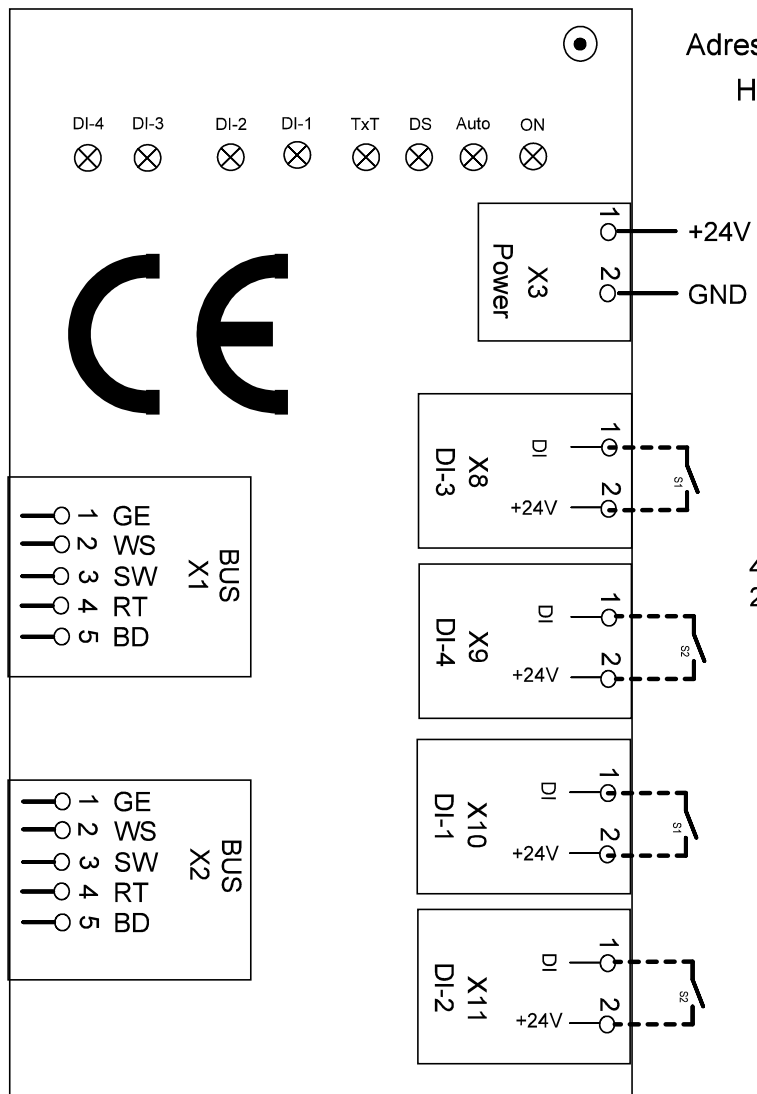 Adres
H
DI-4 DI-3 DI-2 DI-1 TxT DS Auto ON
X3
Power
1
2
+24V
GND
CE
X8
DI-3
DI
+24V
1
2
S1
1 GE
2 WS
3 SW
4 RT
5 BD
BUS
X1
X9
DI-4
DI
+24V
1
2
S2
4
2
X10
DI-1
DI
+24V
1
2
S1
1 GE
2 WS
3 SW
4 RT
5 BD
BUS
X2
X11
DI-2
DI
+24V
1
2
S2